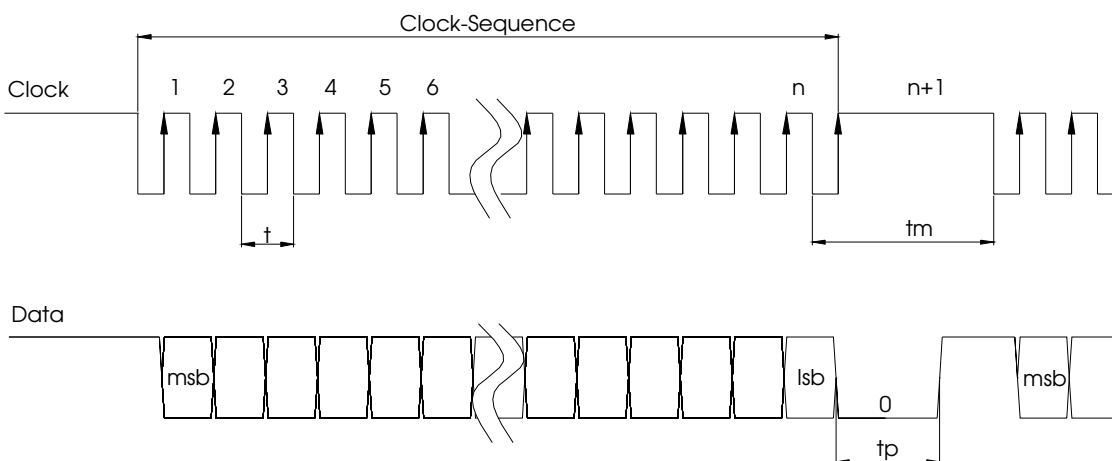 Clock-Sequence
Clock 1 2 3 4 5 6 n n+1
t tm
Data
msb lsb 0 msb
tp